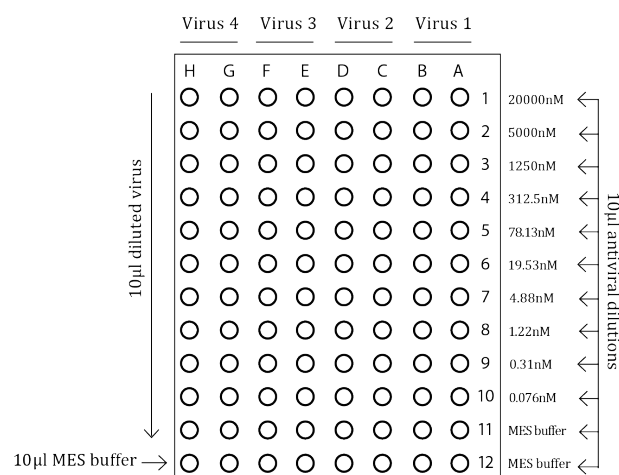 Virus 4 Virus 3 Virus 2 Virus 1
H G F E D C B A
1 20000nM
2 5000nM
3 1250nM
4 312.5nM
5 78.13nM
6 19.53nM
7 4.88nM
8 1.22nM
9 0.31nM
10 0.076nM
11 MES buffer
12 MES buffer
10µl diluted virus
10µl MES buffer
10µl antiviral dilutions